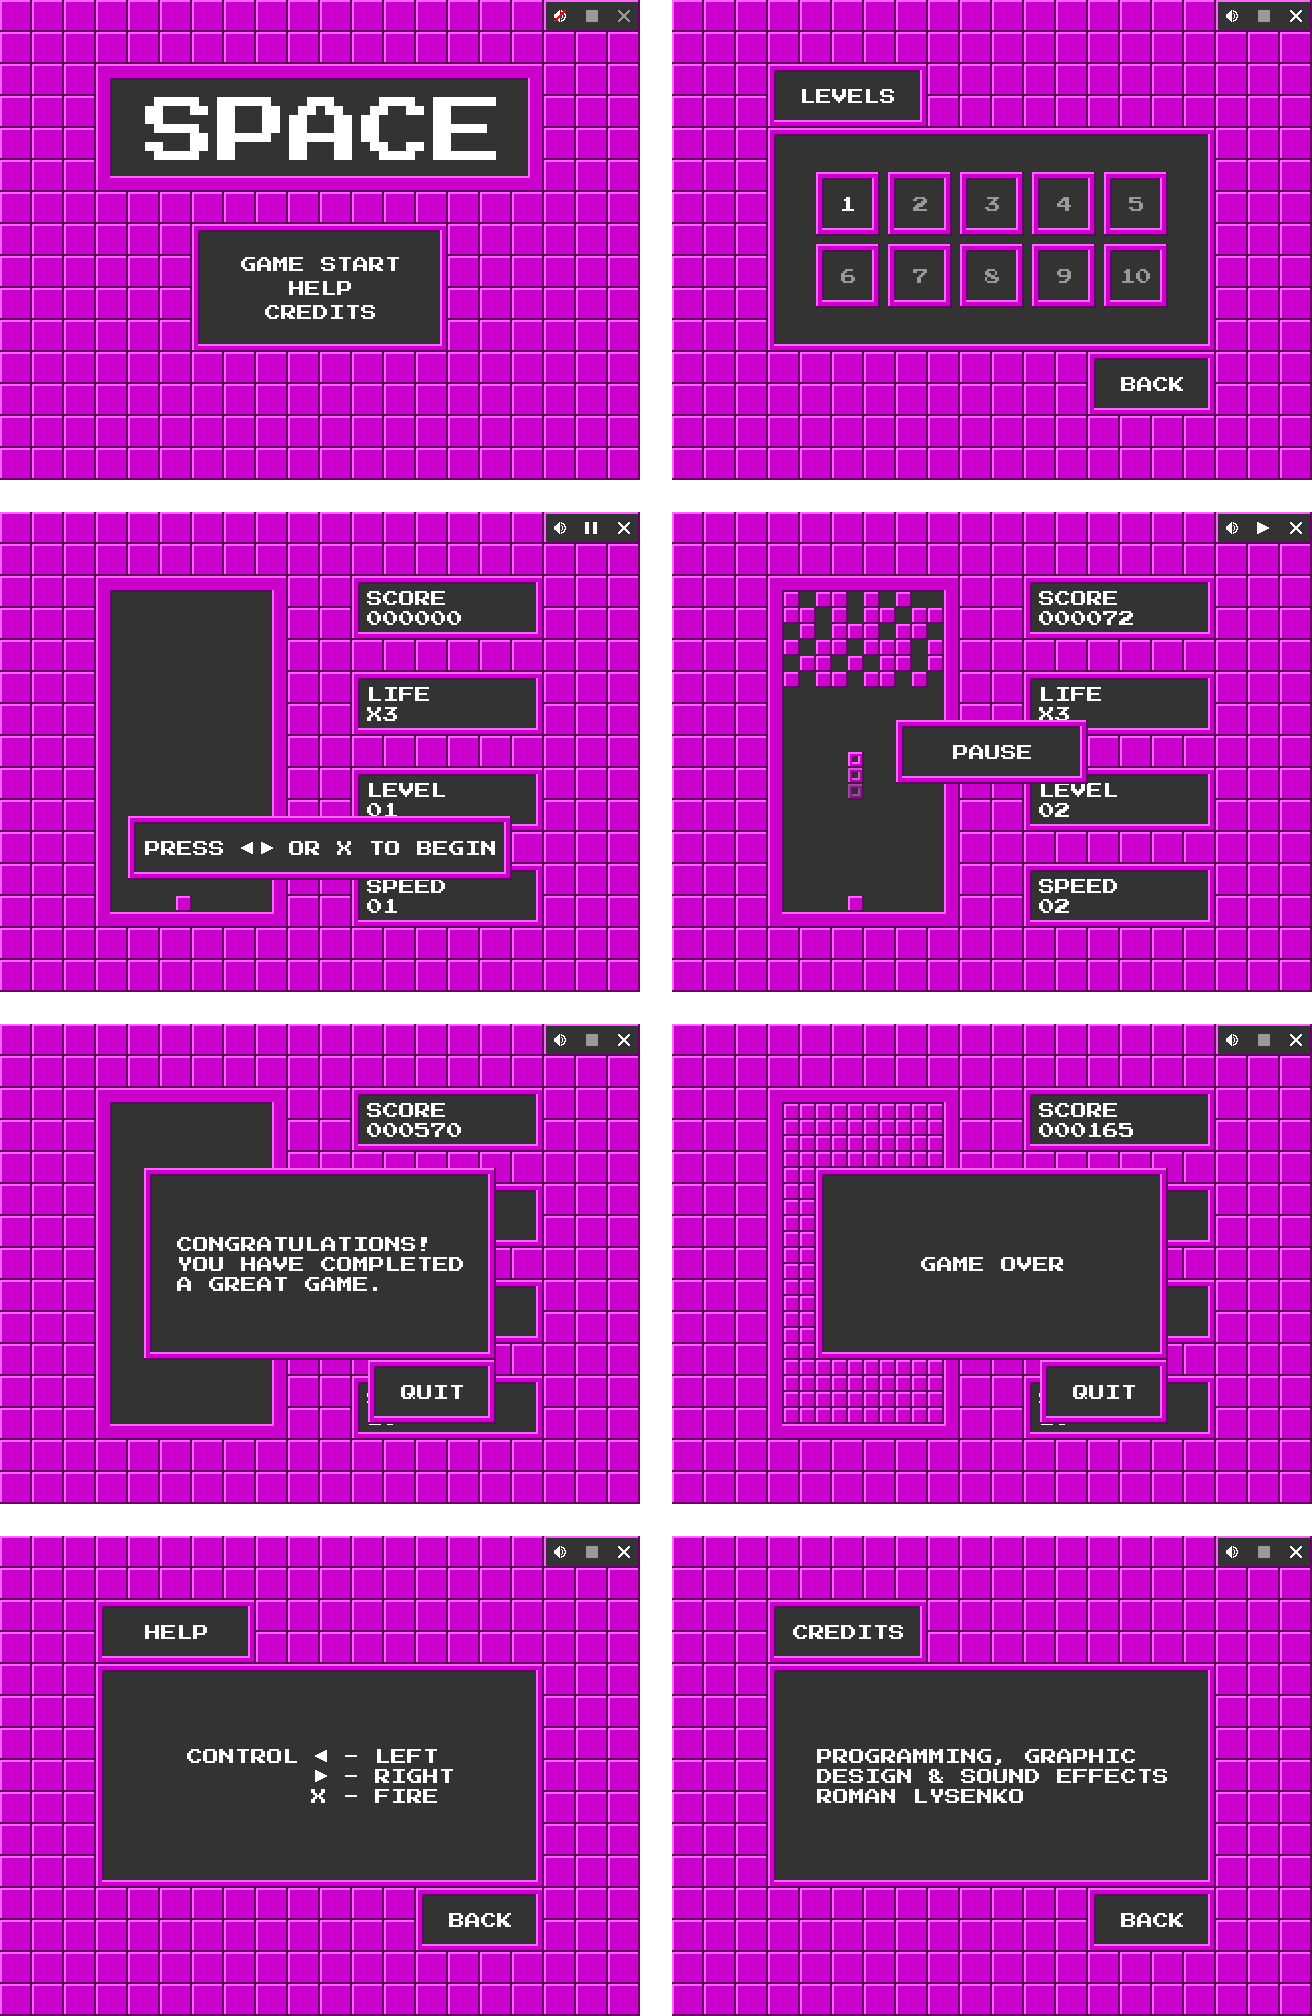 SPACE
GAME START
HELP
CREDITS
LEVELS
1 2 3 4 5
6 7 8 9 10
BACK
SCORE
000000
LIFE
X3
LEVEL
01
PRESS ◀ ▶ OR X TO BEGIN
SPEED
01
SCORE
000072
LIFE
X3
PAUSE
LEVEL
02
SPEED
02
SCORE
000570
CONGRATULATIONS!
YOU HAVE COMPLETED
A GREAT GAME.
QUIT
SCORE
000165
GAME OVER
QUIT
HELP
CONTROL ◀ - LEFT
▶ - RIGHT
X - FIRE
BACK
CREDITS
PROGRAMMING, GRAPHIC
DESIGN & SOUND EFFECTS
ROMAN LYSENKO
BACK